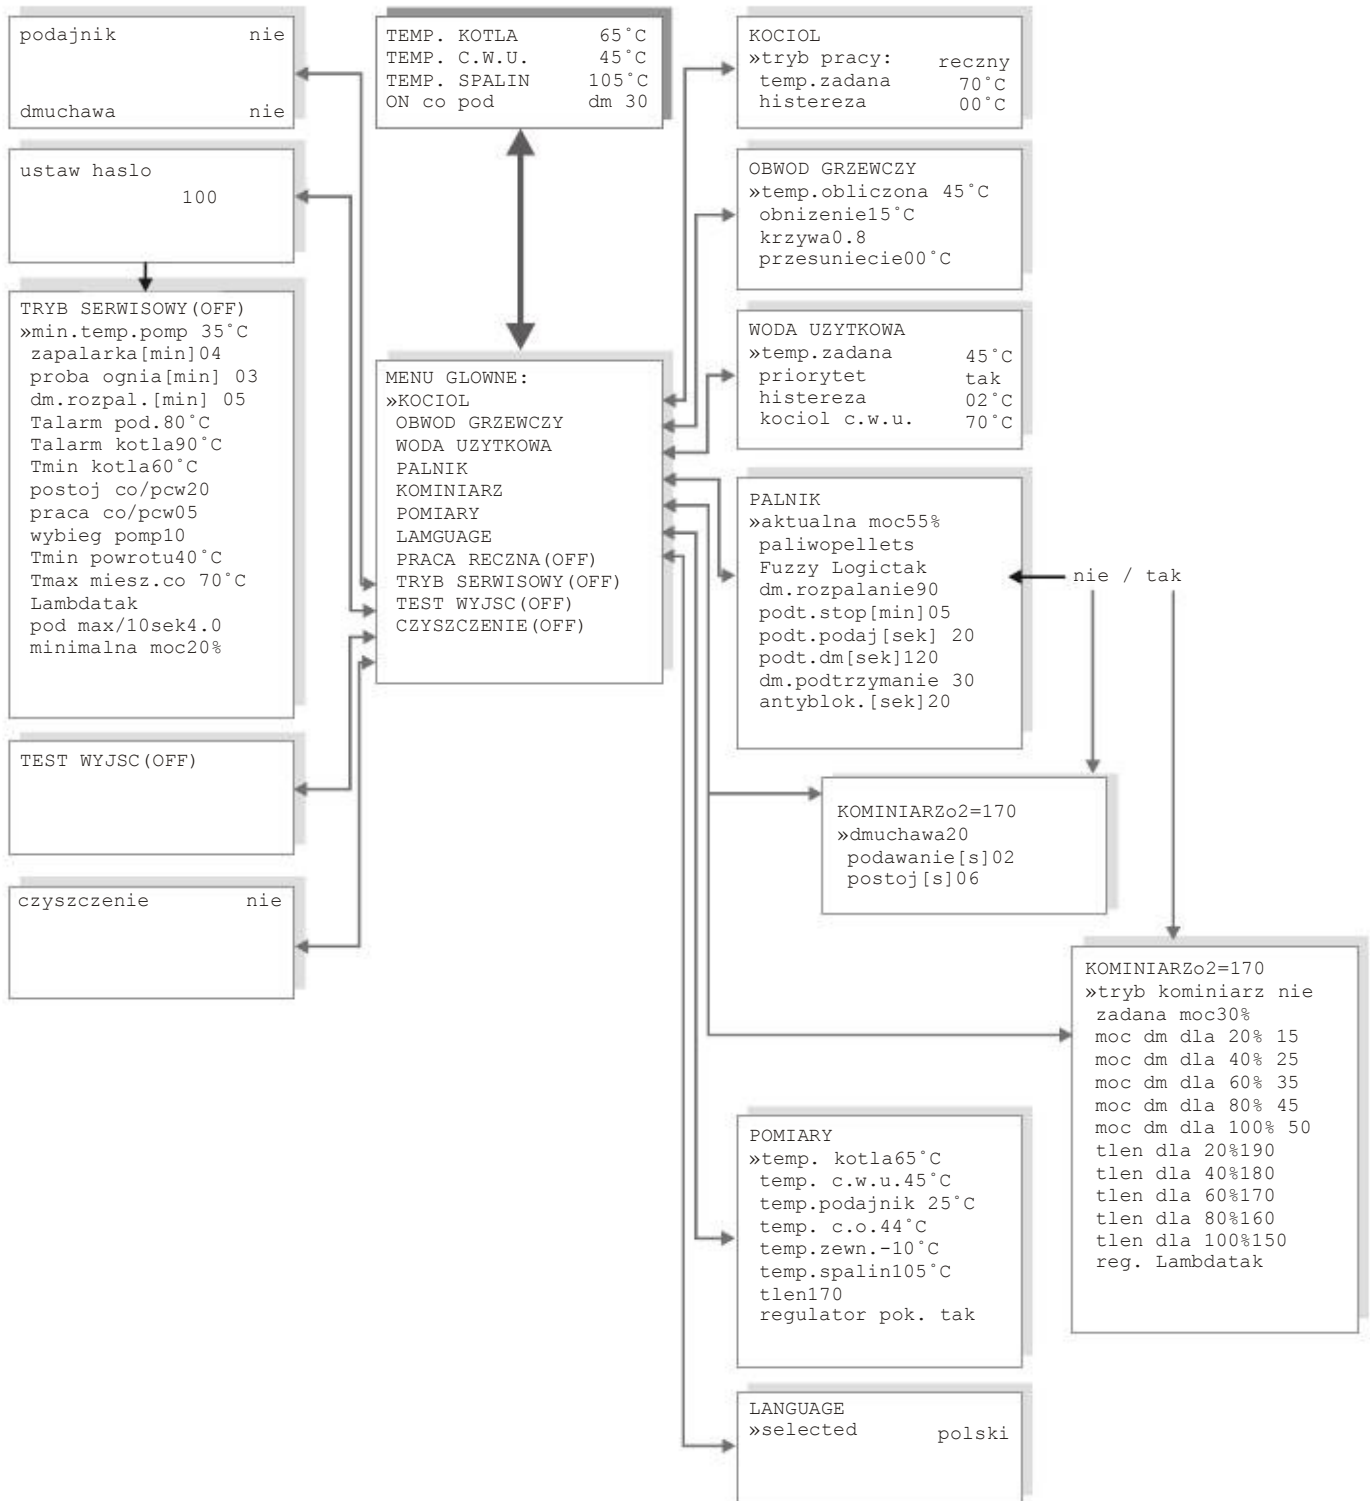 podajnik nie
dmuchawa nie
ustaw haslo
100
TRYB SERWISOWY(OFF)
»min.temp.pomp 35°C
zapalarka[min]04
proba ognia[min] 03
dm.rozpal.[min] 05
Talarm pod.80°C
Talarm kotla90°C
Tmin kotla60°C
postoj co/pcw20
praca co/pcw05
wybieg pomp10
Tmin powrotu40°C
Tmax miesz.co 70°C
Lambdatak
pod max/10sek4.0
minimalna moc20%
TEST WYJSC(OFF)
czyszczenie nie
TEMP. KOTLA 65°C
TEMP. C.W.U. 45°C
TEMP. SPALIN 105°C
ON co pod dm 30
MENU GLOWNE:
»KOCIOL
OBWOD GRZEWCZY
WODA UZYTKOWA
PALNIK
KOMINIARZ
POMIARY
LAMGUAGE
PRACA RECZNA(OFF)
TRYB SERWISOWY(OFF)
TEST WYJSC(OFF)
CZYSZCZENIE(OFF)
KOCIOL
»tryb pracy: reczny
temp.zadana 70°C
histereza 00°C
OBWOD GRZEWCZY
»temp.obliczona 45°C
obnizenie15°C
krzywa0.8
przesuniecie00°C
WODA UZYTKOWA
»temp.zadana 45°C
priorytet tak
histereza 02°C
kociol c.w.u. 70°C
PALNIK
»aktualna moc55%
paliwopellets
Fuzzy Logictak
dm.rozpalanie90
podt.stop[min]05
podt.podaj[sek] 20
podt.dm[sek]120
dm.podtrzymanie 30
antyblok.[sek]20
nie / tak
KOMINIARZo2=170
»dmuchawa20
podawanie[s]02
postoj[s]06
KOMINIARZo2=170
»tryb kominiarz nie
zadana moc30%
moc dm dla 20% 15
moc dm dla 40% 25
moc dm dla 60% 35
moc dm dla 80% 45
moc dm dla 100% 50
tlen dla 20%190
tlen dla 40%180
tlen dla 60%170
tlen dla 80%160
tlen dla 100%150
reg. Lambdatak
POMIARY
»temp. kotla65°C
temp. c.w.u.45°C
temp.podajnik 25°C
temp. c.o.44°C
temp.zewn.-10°C
temp.spalin105°C
tlen170
regulator pok. tak
LANGUAGE
»selected polski